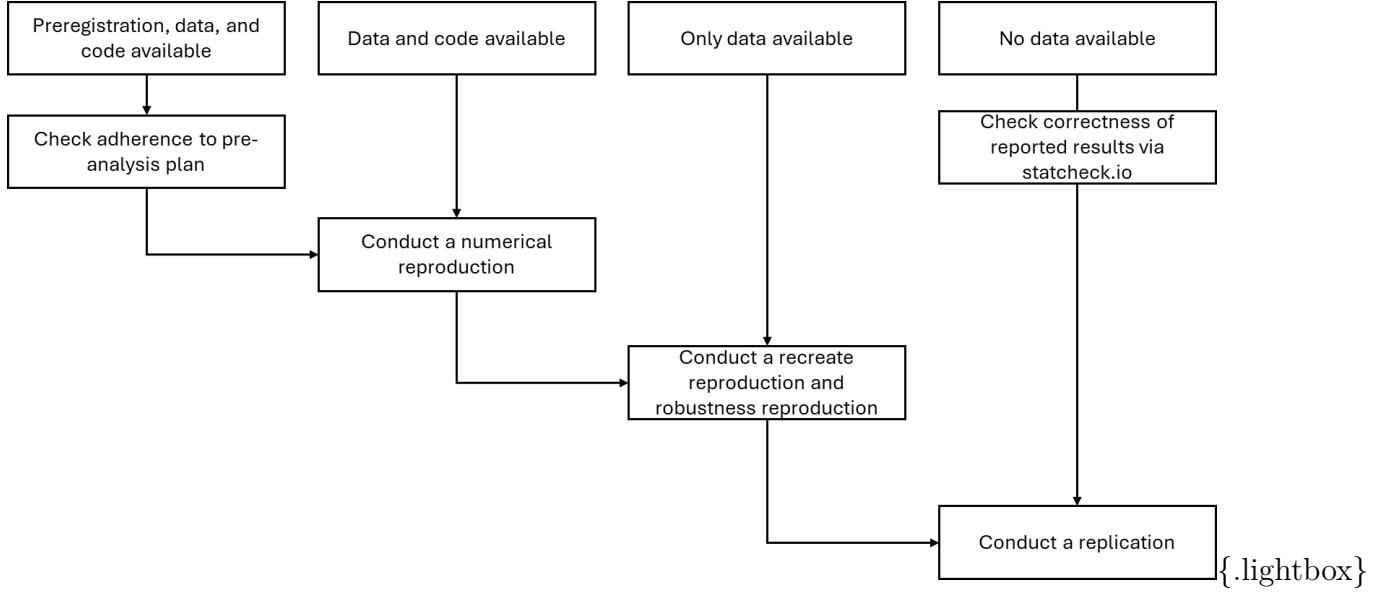 Preregistration, data, and
code available
Data and code available
Only data available
No data available
Check adherence to pre-
analysis plan
Check correctness of
reported results via
statcheck.io
Conduct a numerical
reproduction
Conduct a recreate
reproduction and
robustness reproduction
Conduct a replication
{.lightbox}